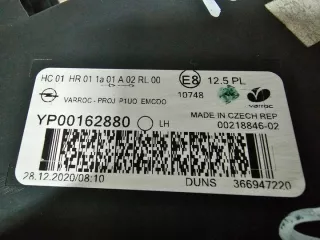 HC 01 HR 01 1a 01 A 02 RL 00
E8 12.5 PL
10748
VARROC - PROJ P1UO EMCDO
varroc
YP00162880 LH
MADE IN CZECH REP
00218846-02
28.12.2020/08:10 DUNS 366947220